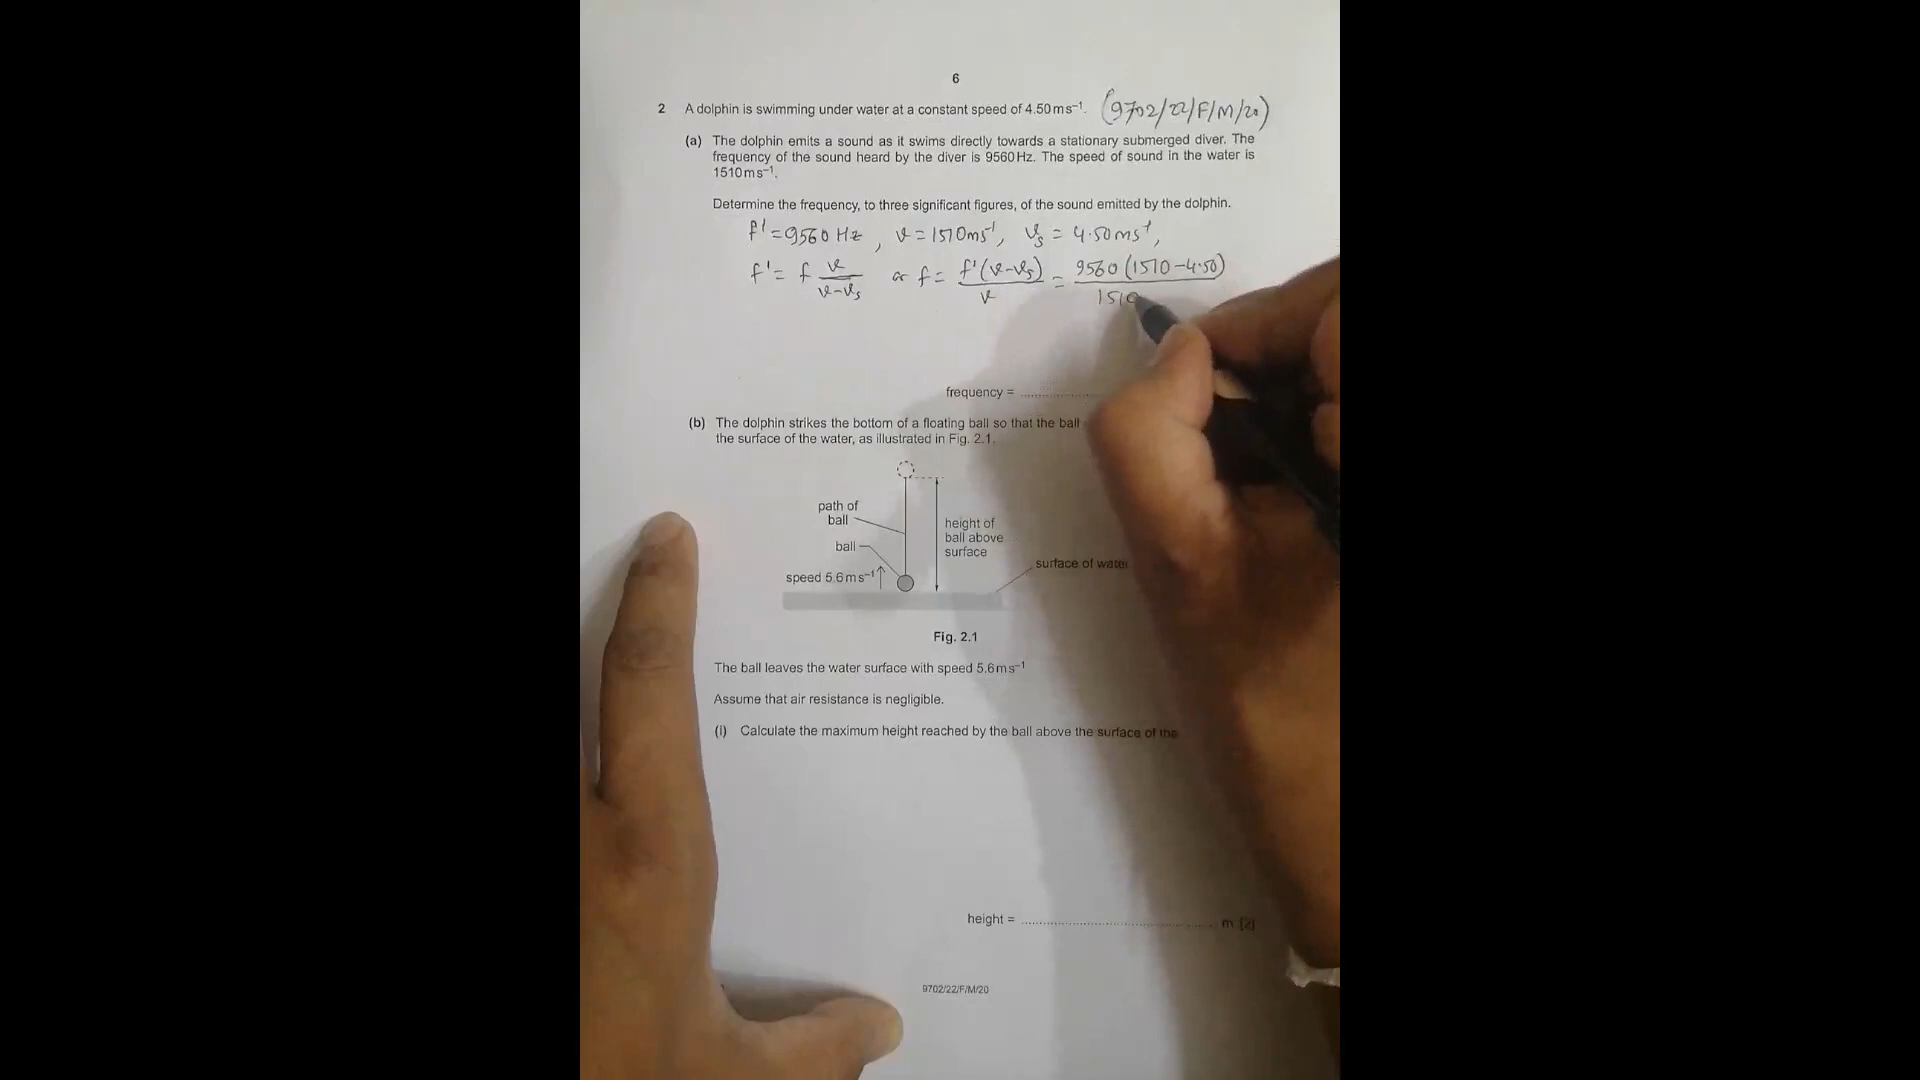 6
2 A dolphin is swimming under water at a constant speed of 4.50 m s⁻¹. (9702/22/F/M/20)
(a) The dolphin emits a sound as it swims directly towards a stationary submerged diver. The
frequency of the sound heard by the diver is 9560 Hz. The speed of sound in the water is
1510 m s⁻¹.
Determine the frequency, to three significant figures, of the sound emitted by the dolphin.
f' = 9560 Hz, v = 1510 ms⁻¹, vₛ = 4.50 ms⁻¹,
f' = f v/(v-vₛ) or f = f'(v-vₛ)/v = 9560(1510-4.50)/1510
frequency = ....................
(b) The dolphin strikes the bottom of a floating ball so that the ball
the surface of the water, as illustrated in Fig. 2.1.
path of
ball
height of
ball above
surface
ball
surface of water
speed 5.6 m s⁻¹
Fig. 2.1
The ball leaves the water surface with speed 5.6 m s⁻¹
Assume that air resistance is negligible.
(i) Calculate the maximum height reached by the ball above the surface of the
height = .................................................... m [2]
9702/22/F/M/20